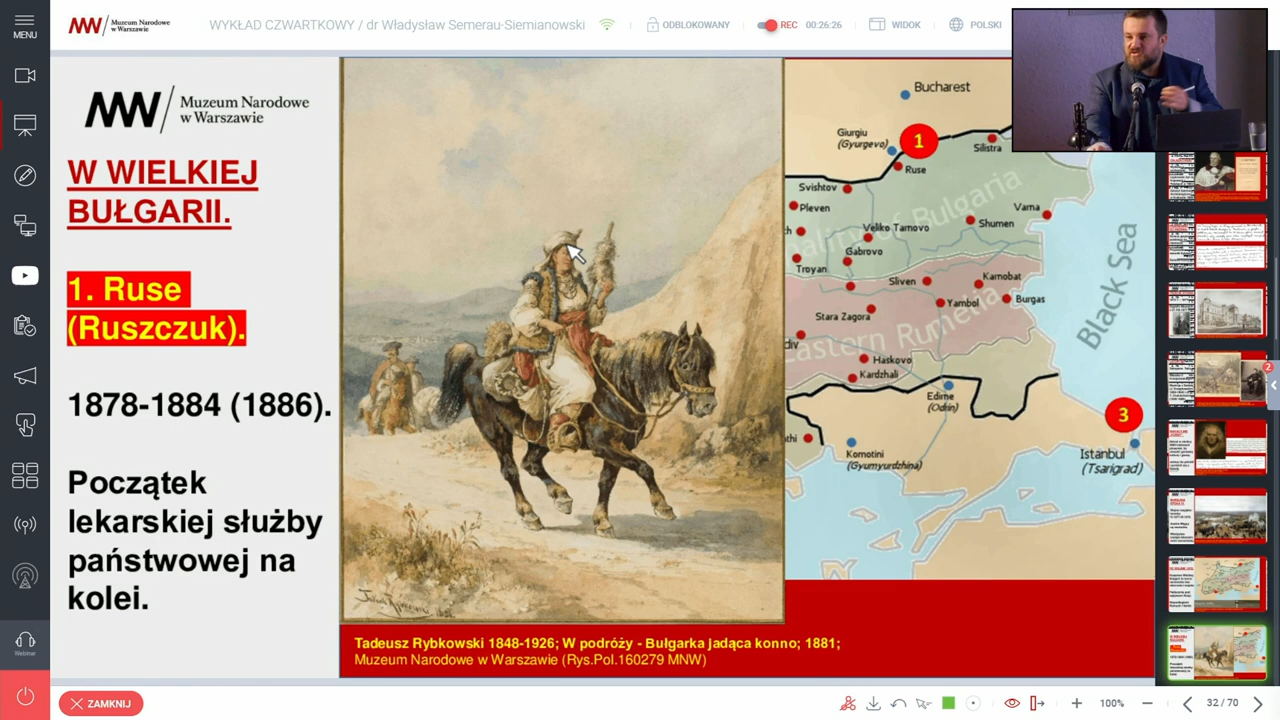 MENU
Muzeum Narodowe
w Warszawie
WYKŁAD CZWARTKOWY / dr Władysław Semerau-Siemianowski
ODBLOKOWANY
REC
00:26:26
WIDOK
POLSKI
MW
Muzeum Narodowe
w Warszawie
W WIELKIEJ
BUŁGARII.
1. Ruse
(Ruszczuk).
1878-1884 (1886).
Początek
lekarskiej służby
państwowej na
kolei.
Bucharest
Giurgiu
(Gyurgevo)
1
Silistra
Ruse
Svishtov
Pleven
Varna
Shumen
Veliko Tarnovo
Gabrovo
Troyan
Bulgaria
Sliven
Karnobat
Yambol
Burgas
Stara Zagora
Eastern Rumelia
Haskovo
Kardzhali
Black Sea
Edirne
(Odrin)
3
Komotini
(Gyumyurdzhina)
Istanbul
(Tsarigrad)
Tadeusz Rybkowski 1848-1926; W podróży - Bułgarka jadąca konno; 1881;
Muzeum Narodowe w Warszawie (Rys.Pol.160279 MNW)
2
Webinar
ZAMKNIJ
100%
32 / 70